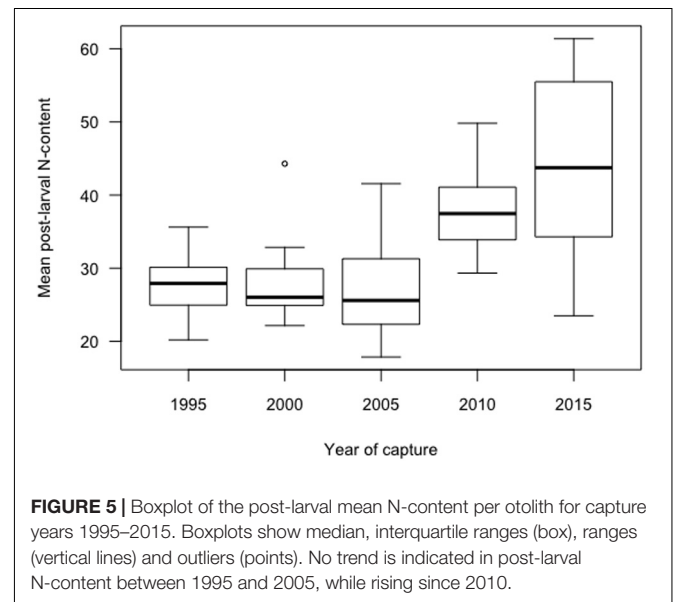 60
50
40
30
20
Mean post-larval N-content
1995 2000 2005 2010 2015
Year of capture
FIGURE 5 | Boxplot of the post-larval mean N-content per otolith for capture
years 1995–2015. Boxplots show median, interquartile ranges (box), ranges
(vertical lines) and outliers (points). No trend is indicated in post-larval
N-content between 1995 and 2005, while rising since 2010.